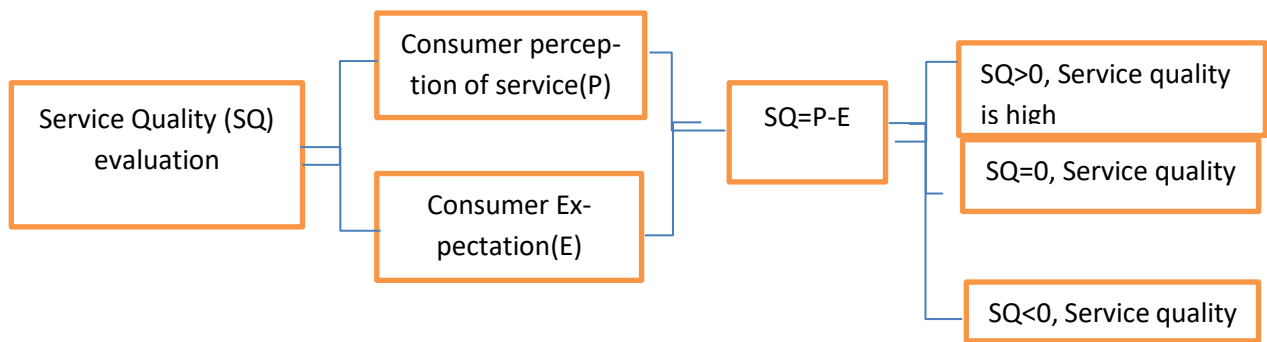 Service Quality (SQ)
evaluation
Consumer percep-
tion of service(P)
Consumer Ex-
pectation(E)
SQ=P-E
SQ>0, Service quality
is high
SQ=0, Service quality
SQ<0, Service quality